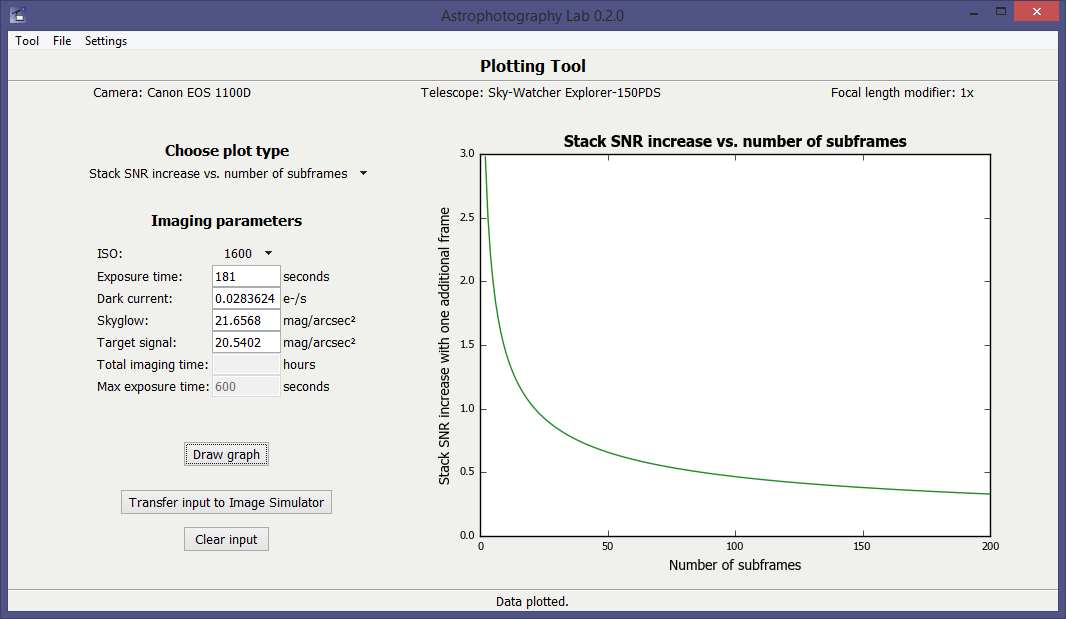 Astrophotography Lab 0.2.0
Tool File Settings
Plotting Tool
Camera: Canon EOS 1100D Telescope: Sky-Watcher Explorer-150PDS Focal length modifier: 1x
Choose plot type
Stack SNR increase vs. number of subframes
Imaging parameters
ISO: 1600
Exposure time: 181 seconds
Dark current: 0.0283624 e-/s
Skyglow: 21.6568 mag/arcsec²
Target signal: 20.5402 mag/arcsec²
Total imaging time: hours
Max exposure time: 600 seconds
Draw graph
Transfer input to Image Simulator
Clear input
Stack SNR increase vs. number of subframes
Stack SNR increase with one additional frame
3.0
2.5
2.0
1.5
1.0
0.5
0.0
0 50 100 150 200
Number of subframes
Data plotted.